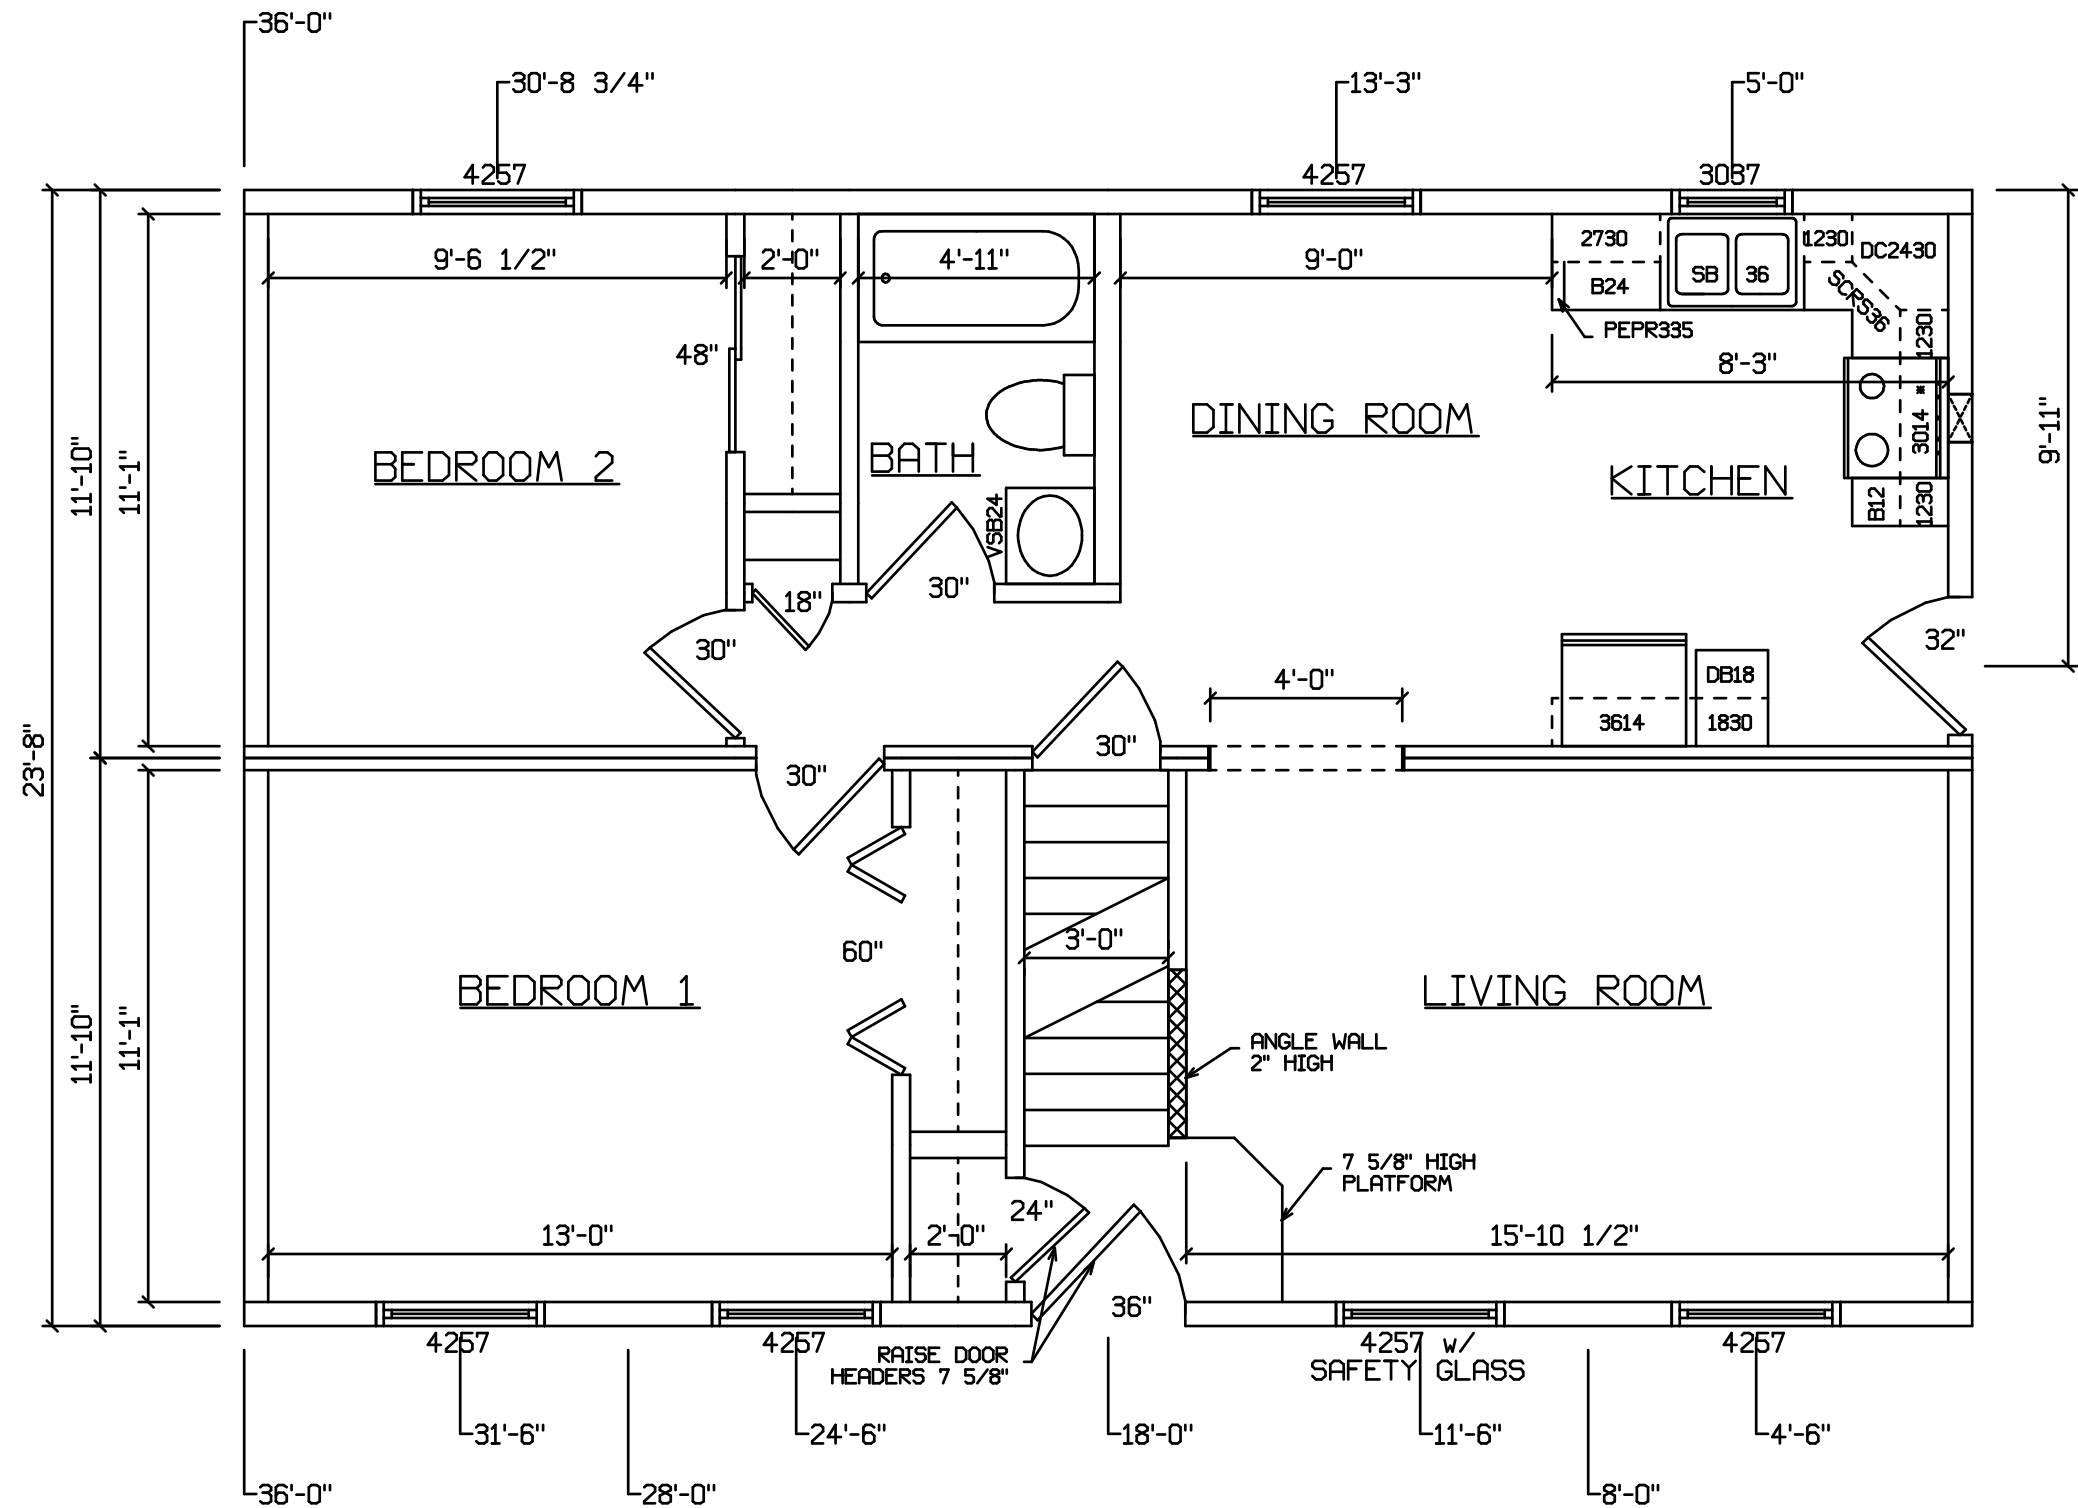 36'-0"
30'-8 3/4"
13'-3"
5'-0"
4257
4257
3037
9'-6 1/2"
2'-0"
4'-11"
9'-0"
2730
1230
DC2430
B24
SB
36
SCRS36
PEPR335
1230
48"
8'-3"
3014 *
9'-11"
DINING ROOM
BATH
BEDROOM 2
KITCHEN
11'-10"
11'-1"
VSB24
B12
1230
30"
18"
30"
32"
4'-0"
DB18
3614
1830
23'-8"
30"
30"
3'-0"
60"
BEDROOM 1
LIVING ROOM
11'-10"
11'-1"
ANGLE WALL
2" HIGH
7 5/8" HIGH
PLATFORM
24"
13'-0"
2'-0"
15'-10 1/2"
36"
4257
4257
RAISE DOOR
HEADERS 7 5/8"
4257 W/
SAFETY GLASS
4257
31'-6"
24'-6"
18'-0"
11'-6"
4'-6"
36'-0"
28'-0"
8'-0"